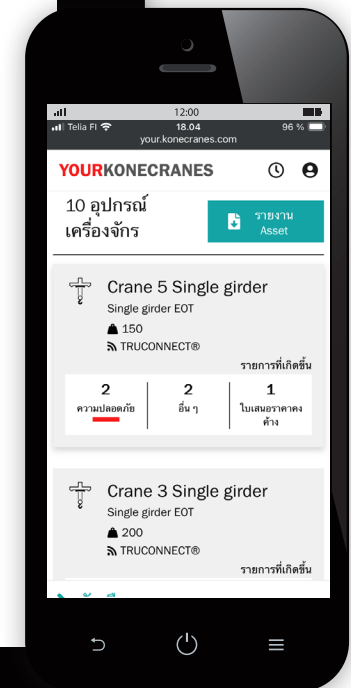 12:00
Telia FI 18.04 96 %
your.konecranes.com
YOURKONECRANES
10 อุปกรณ์
เครื่องจักร
รายงาน
Asset
Crane 5 Single girder
Single girder EOT
150
TRUCONNECT®
รายการที่เกิดขึ้น
2 2 1
ความปลอดภัย อื่น ๆ ใบเสนอราคาคง
ค้าง
Crane 3 Single girder
Single girder EOT
200
TRUCONNECT®
รายการที่เกิดขึ้น